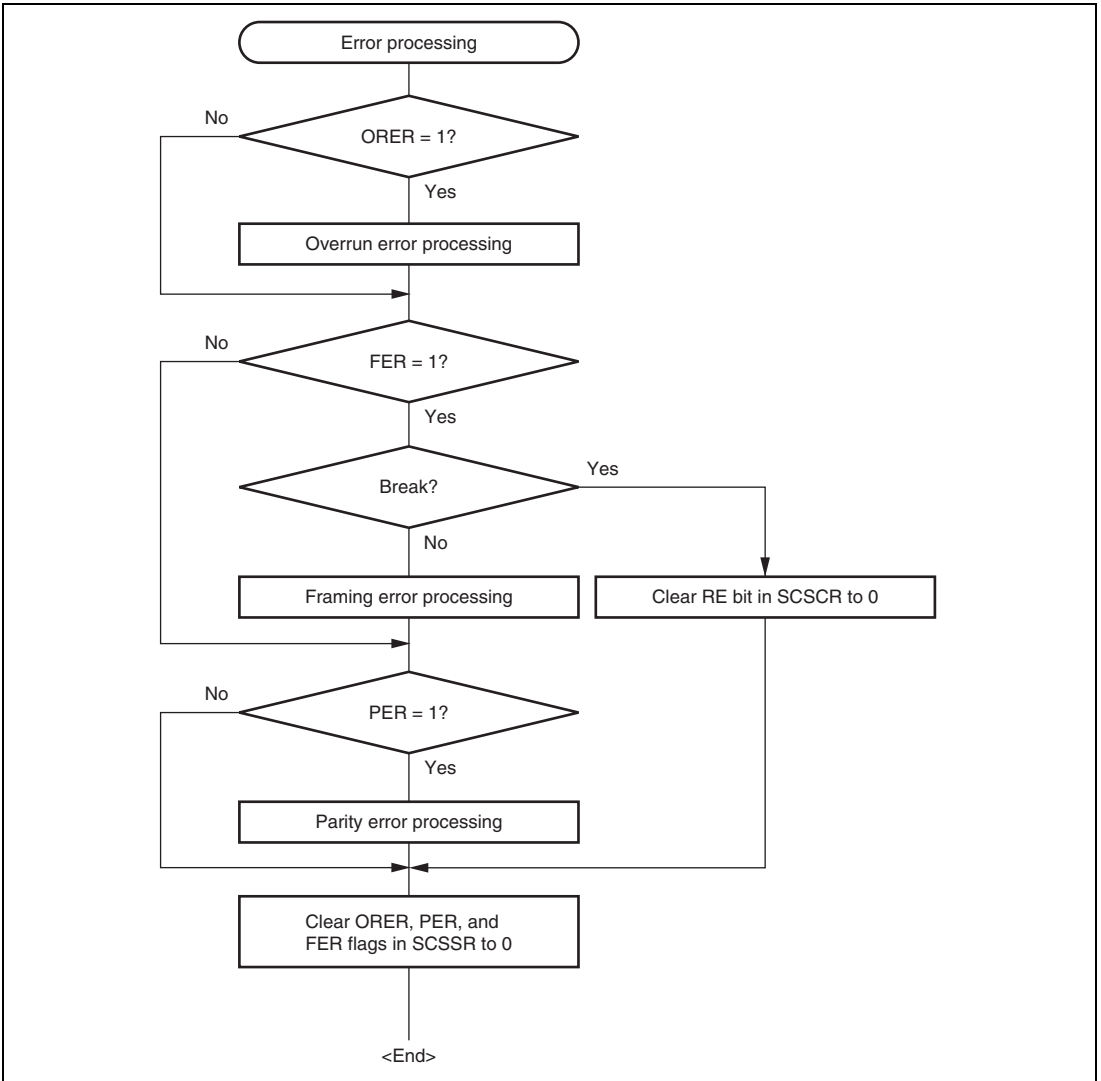 Error processing
No
ORER = 1?
Yes
Overrun error processing
No
FER = 1?
Yes
Break?
Yes
No
Framing error processing
Clear RE bit in SCSCR to 0
No
PER = 1?
Yes
Parity error processing
Clear ORER, PER, and
FER flags in SCSSR to 0
<End>